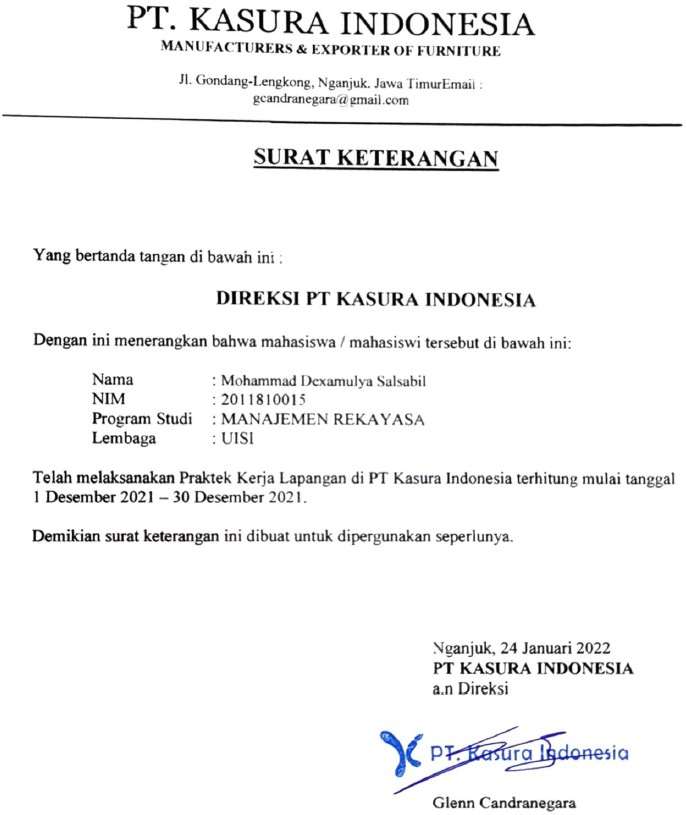 PT. KASURA INDONESIA
MANUFACTURERS & EXPORTER OF FURNITURE
Jl. Gondang-Lengkong, Nganjuk. Jawa TimurEmail :
gcandranegara@gmail.com
SURAT KETERANGAN
Yang bertanda tangan di bawah ini :
DIREKSI PT KASURA INDONESIA
Dengan ini menerangkan bahwa mahasiswa / mahasiswi tersebut di bawah ini:
Nama : Mohammad Dexamulya Salsabil
NIM : 2011810015
Program Studi : MANAJEMEN REKAYASA
Lembaga : UISI
Telah melaksanakan Praktek Kerja Lapangan di PT Kasura Indonesia terhitung mulai tanggal
1 Desember 2021 – 30 Desember 2021.
Demikian surat keterangan ini dibuat untuk dipergunakan seperlunya.
Nganjuk, 24 Januari 2022
PT KASURA INDONESIA
a.n Direksi
PT. Kasura Indonesia
Glenn Candranegara